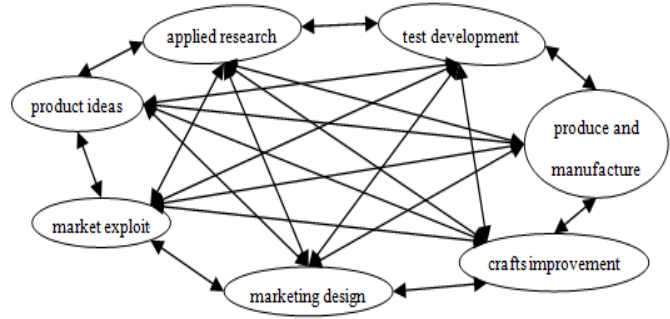 applied research
test development
product ideas
produce and
manufacture
market exploit
crafts improvement
marketing design